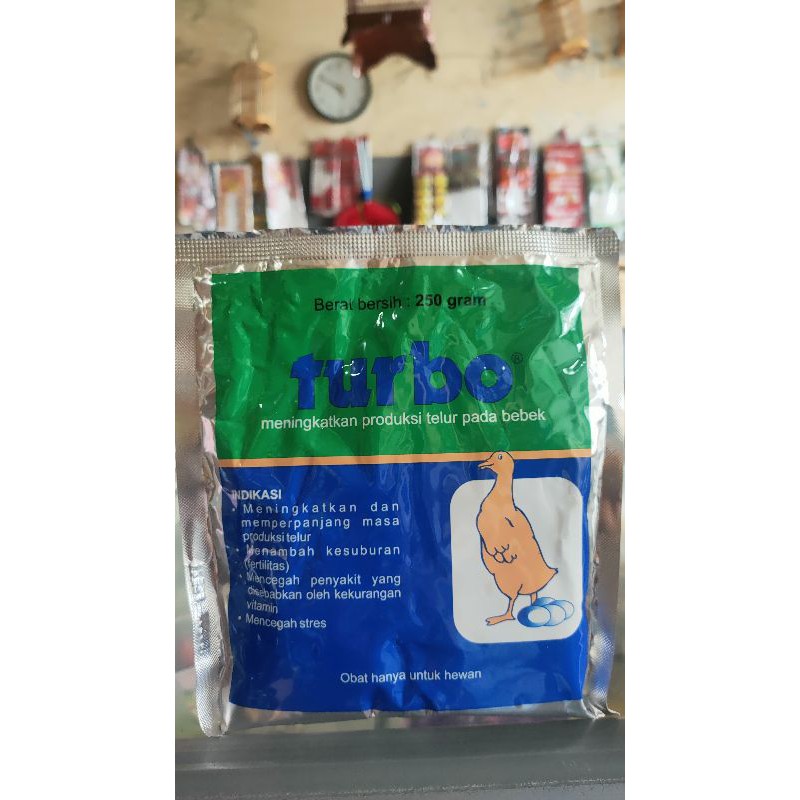 Berat bersih : 250 gram
turbo®
meningkatkan produksi telur pada bebek
INDIKASI
• Meningkatkan dan
memperpanjang masa
produksi telur
• Menambah kesuburan
(fertilitas)
• Mencegah penyakit yang
disebabkan oleh kekurangan
vitamin
• Mencegah stres
Obat hanya untuk hewan